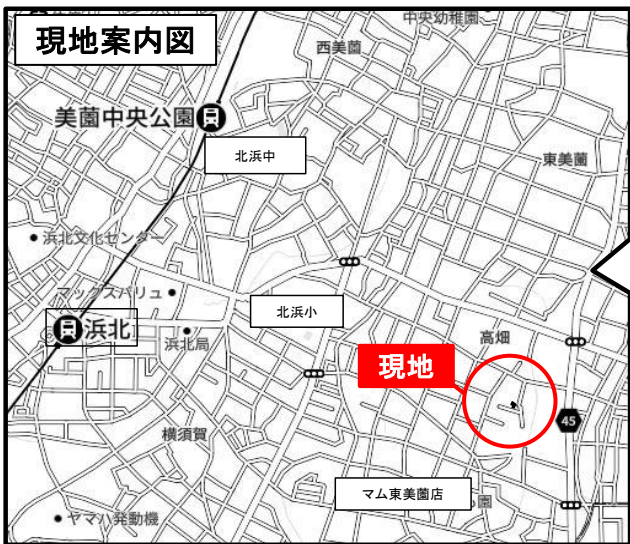 現地案内図
中央幼稚園
西美薗
美薗中央公園
北浜中
東美薗
浜北文化センター
マックスバリュ
北浜小
浜北
浜北局
高畑
現地
45
横須賀
マム東美薗店
園
ヤマハ発動機